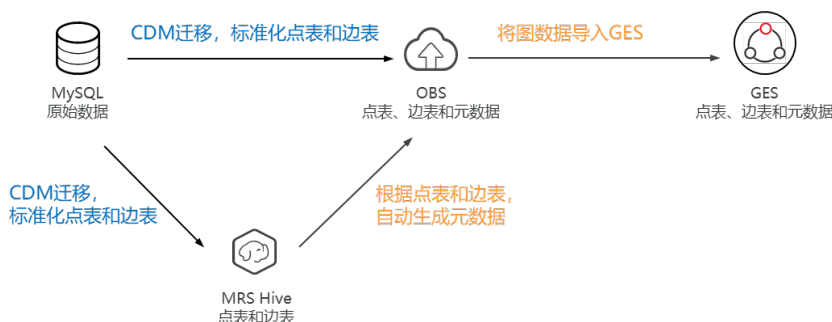 CDM迁移，标准化点表和边表
将图数据导入GES
MySQL
原始数据
OBS
点表、边表和元数据
GES
点表、边表和元数据
CDM迁移，
标准化点表和边表
根据点表和边表，
自动生成元数据
MRS Hive
点表和边表